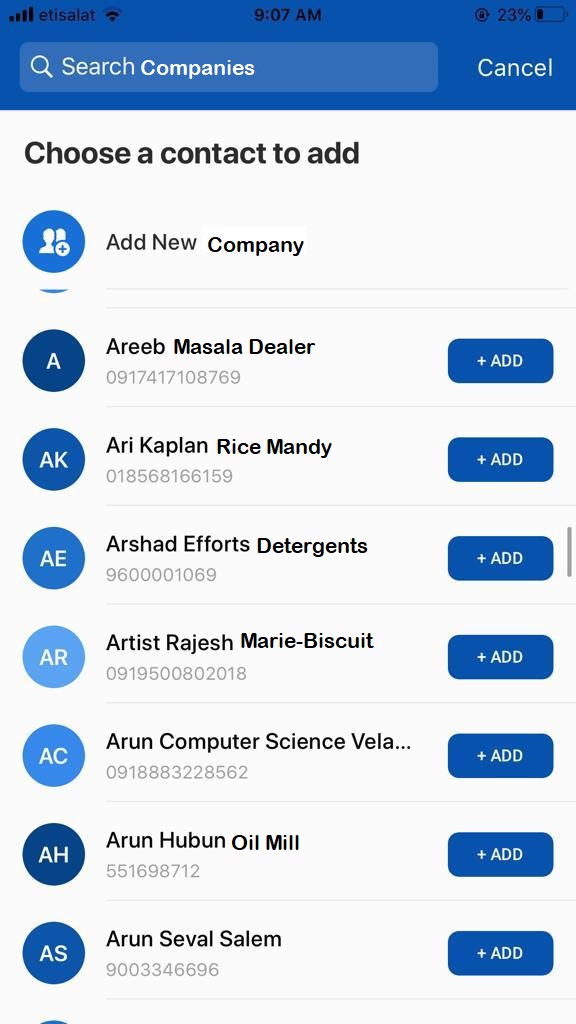 etisalat 9:07 AM 23%
Search Companies Cancel
Choose a contact to add
Add New Company
A Areeb Masala Dealer + ADD
0917417108769
AK Ari Kaplan Rice Mandy + ADD
018568166159
AE Arshad Efforts Detergents + ADD
9600001069
AR Artist Rajesh Marie-Biscuit + ADD
0919500802018
AC Arun Computer Science Vela... + ADD
0918883228562
AH Arun Hubun Oil Mill + ADD
551698712
AS Arun Seval Salem + ADD
9003346696